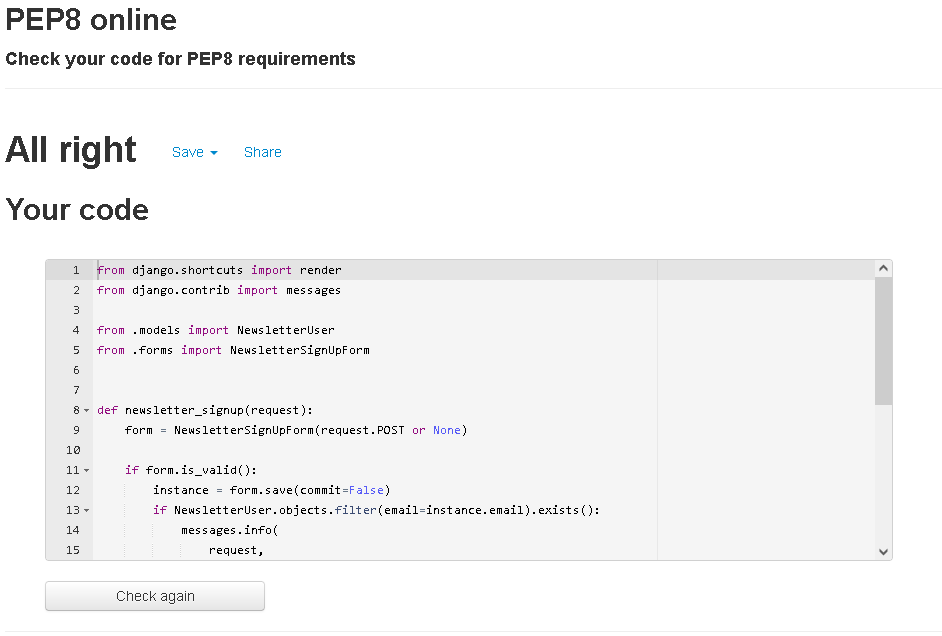 PEP8 online
Check your code for PEP8 requirements
All right Save Share
Your code
1 from django.shortcuts import render
2 from django.contrib import messages
3
4 from .models import NewsletterUser
5 from .forms import NewsletterSignUpForm
6
7
8 def newsletter_signup(request):
9     form = NewsletterSignUpForm(request.POST or None)
10
11     if form.is_valid():
12         instance = form.save(commit=False)
13         if NewsletterUser.objects.filter(email=instance.email).exists():
14             messages.info(
15                 request,
Check again